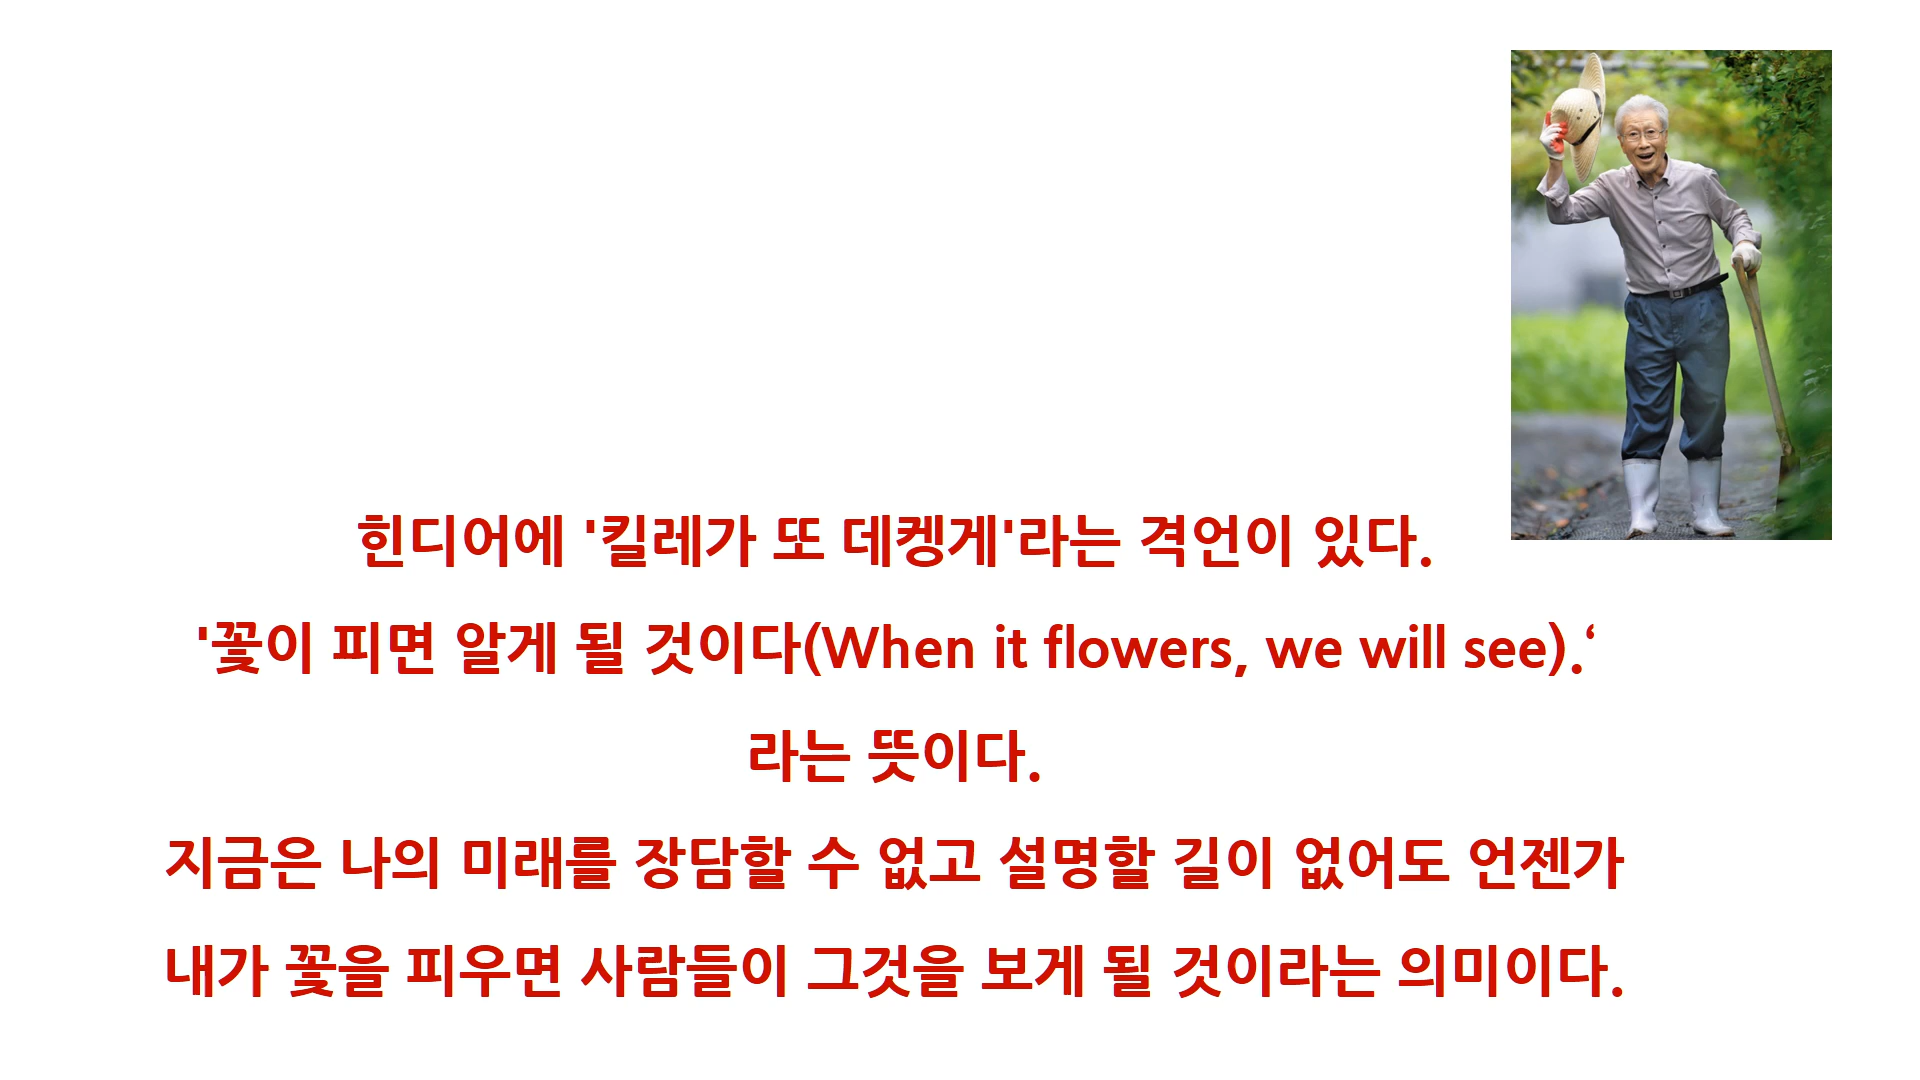 힌디어에 '킬레가 또 데켕게'라는 격언이 있다.
'꽃이 피면 알게 될 것이다(When it flowers, we will see).‘
라는 뜻이다.
지금은 나의 미래를 장담할 수 없고 설명할 길이 없어도 언젠가
내가 꽃을 피우면 사람들이 그것을 보게 될 것이라는 의미이다.